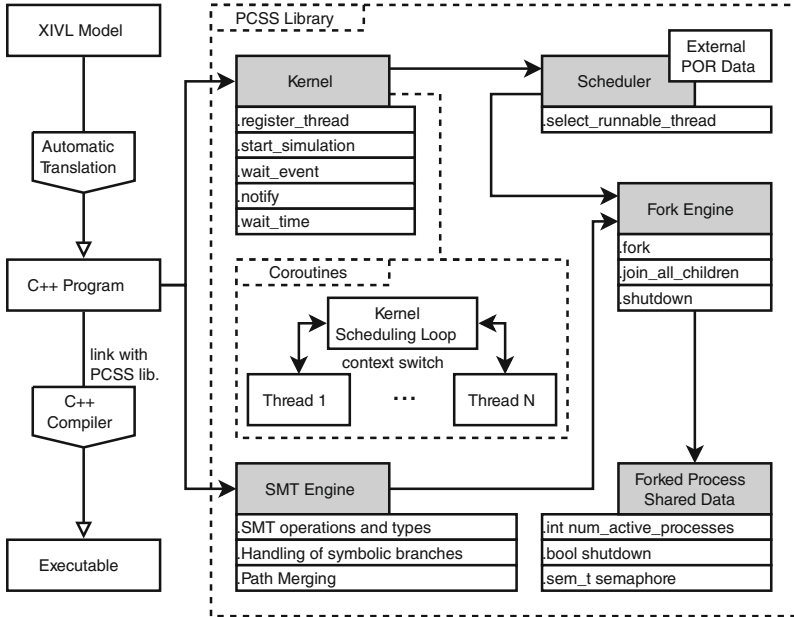 XIVL Model
Automatic
Translation
C++ Program
link with
PCSS lib.
C++
Compiler
Executable
PCSS Library
Kernel
.register_thread
.start_simulation
.wait_event
.notify
.wait_time
Scheduler
External
POR Data
.select_runnable_thread
Fork Engine
.fork
.join_all_children
.shutdown
Coroutines
Kernel
Scheduling Loop
context switch
Thread 1
...
Thread N
SMT Engine
.SMT operations and types
.Handling of symbolic branches
.Path Merging
Forked Process
Shared Data
.int num_active_processes
.bool shutdown
.sem_t semaphore